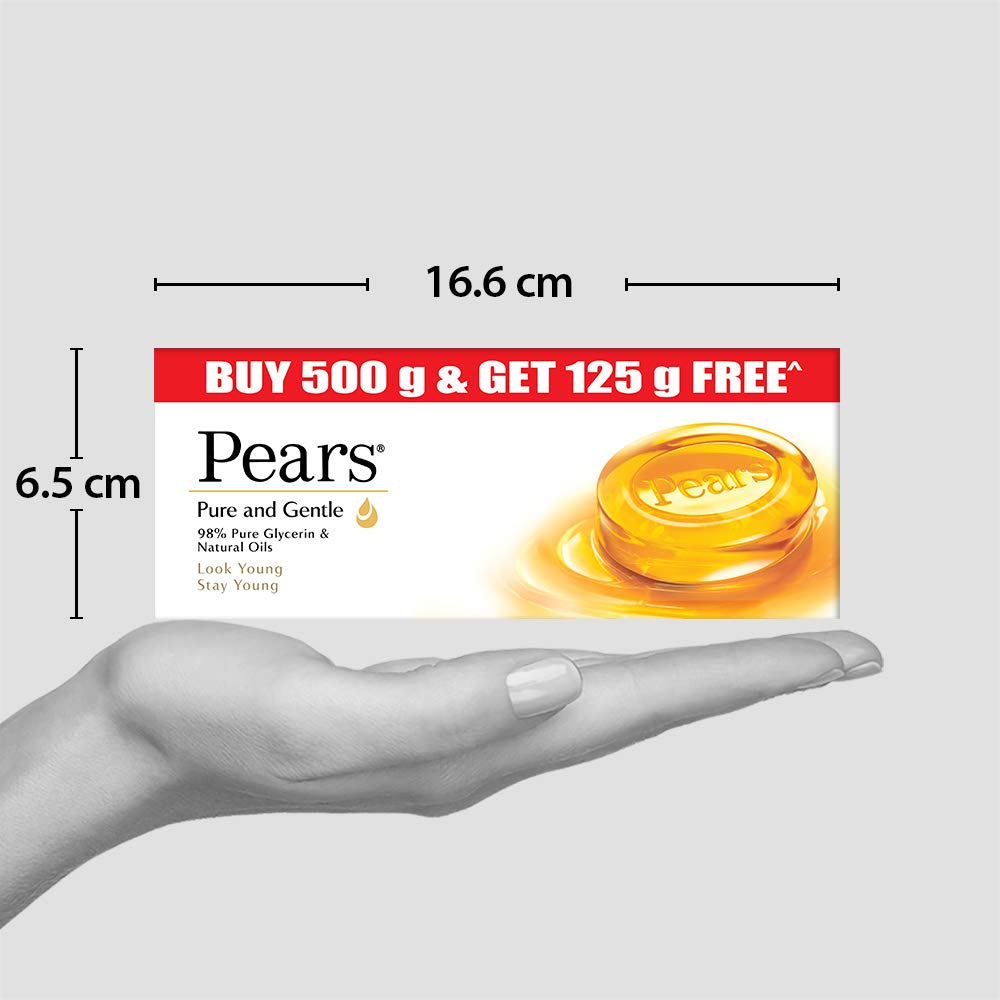 16.6 cm
BUY 500 g & GET 125 g FREE^
Pears®
6.5 cm
Pure and Gentle
98% Pure Glycerin &
Natural Oils
Look Young
Stay Young
Pears